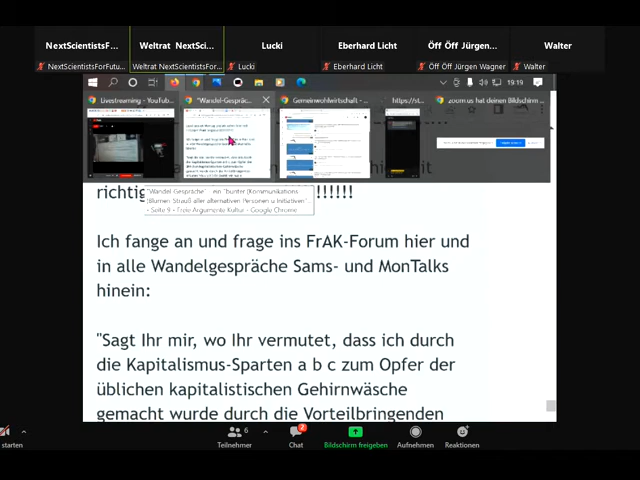 NextScientistsF... Weltrat NextSci... Lucki Eberhard Licht Öff Öff Jürgen... Walter
NextScientistsForFutu... Weltrat NextScientistsFor... Lucki Eberhard Licht Öff Öff Jürgen Wagner Walter
19:19
Livestreaming - YouTu... "Wandel-Gespräc... Gemeinwohlwirtschaft - ... https://st... zoom.us hat deinen Bildschirm ...
richtig !!!!!!
"Wandel Gespräche" - ein "bunter (Kommunikations
)Blumen Strauß aller alternativen Personen u Initiativen"...
- Seite 9 - Freie Argumente Kultur - Google Chrome
Ich fange an und frage ins FrAK-Forum hier und
in alle Wandelgespräche Sams- und MonTalks
hinein:
"Sagt Ihr mir, wo Ihr vermutet, dass ich durch
die Kapitalismus-Sparten a b c zum Opfer der
üblichen kapitalistischen Gehirnwäsche
gemacht wurde durch die Vorteilbringenden
starten Teilnehmer 6 Chat 2 Bildschirm freigeben Aufnehmen Reaktionen